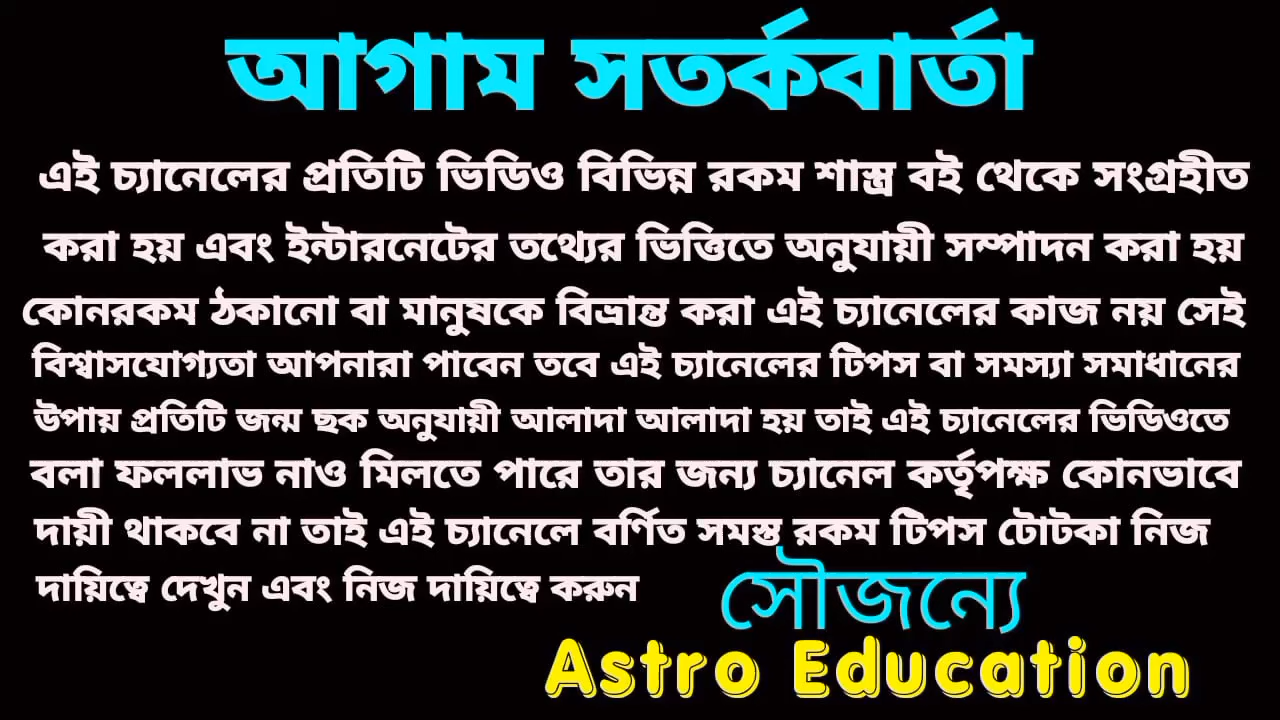 আগাম সতর্কবার্তা
এই চ্যানেলের প্রতিটি ভিডিও বিভিন্ন রকম শাস্ত্র বই থেকে সংগ্রহীত
করা হয় এবং ইন্টারনেটের তথ্যের ভিত্তিতে অনুযায়ী সম্পাদন করা হয়
কোনরকম ঠকানো বা মানুষকে বিভ্রান্ত করা এই চ্যানেলের কাজ নয় সেই
বিশ্বাসযোগ্যতা আপনারা পাবেন তবে এই চ্যানেলের টিপস বা সমস্যা সমাধানের
উপায় প্রতিটি জন্ম ছক অনুযায়ী আলাদা আলাদা হয় তাই এই চ্যানেলের ভিডিওতে
বলা ফললাভ নাও মিলতে পারে তার জন্য চ্যানেল কর্তৃপক্ষ কোনভাবে
দায়ী থাকবে না তাই এই চ্যানেলে বর্ণিত সমস্ত রকম টিপস টোটকা নিজ
দায়িত্বে দেখুন এবং নিজ দায়িত্বে করুন
সৌজন্যে
Astro Education